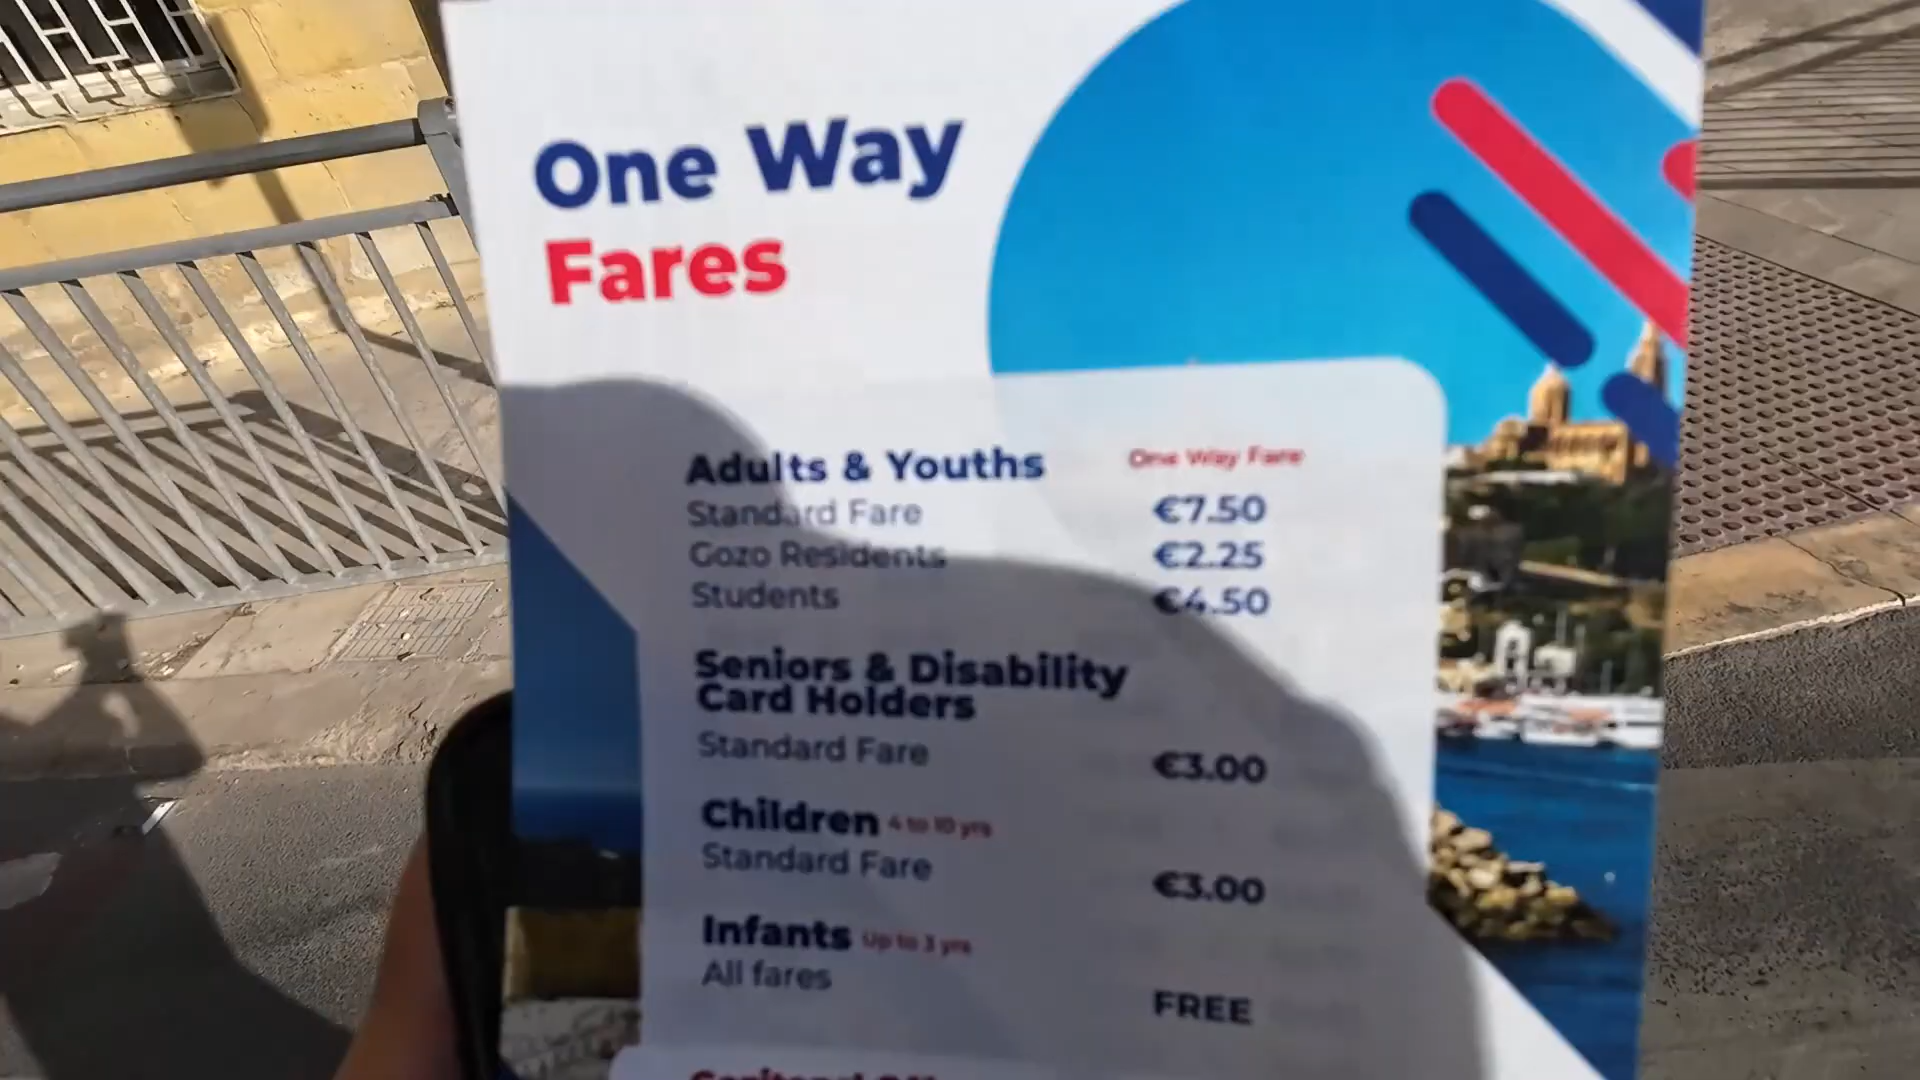 One Way
Fares
Adults & Youths One Way Fare
Standard Fare €7.50
Gozo Residents €2.25
Students €4.50
Seniors & Disability
Card Holders
Standard Fare €3.00
Children 4 to 10 yrs
Standard Fare €3.00
Infants Up to 3 yrs
All fares FREE